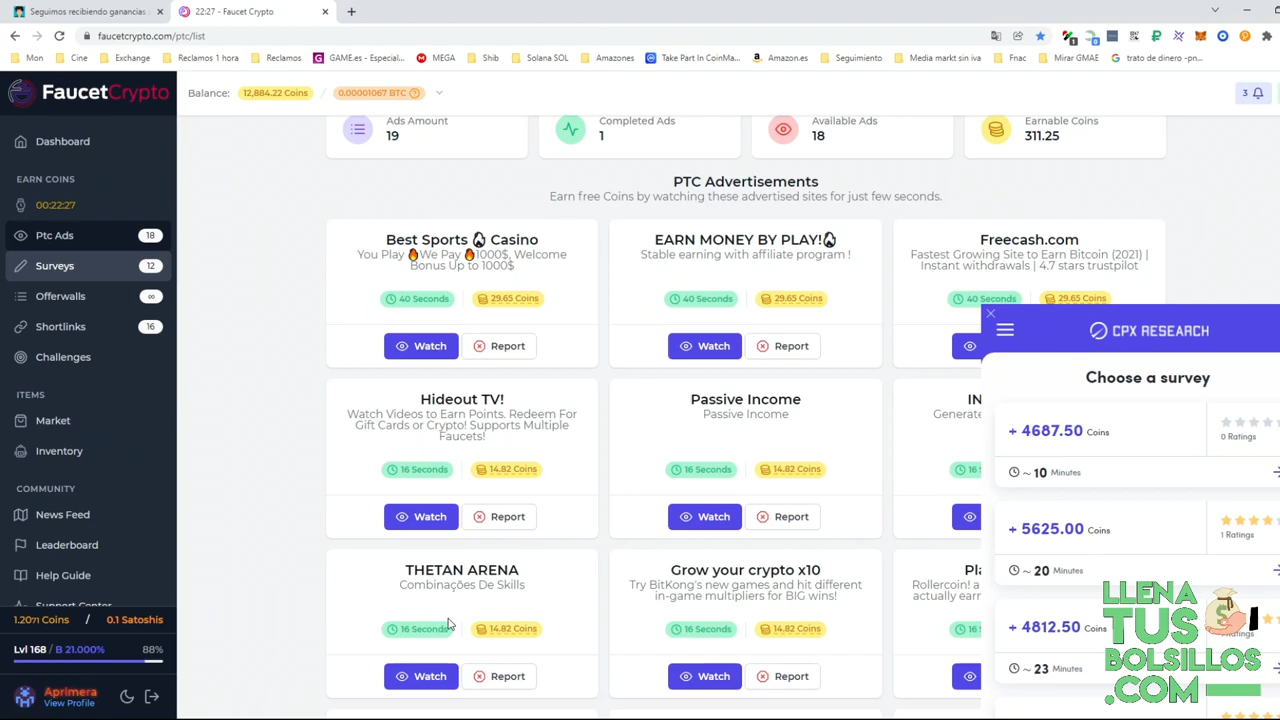 Seguimos recibiendo ganancias
22:27 - Faucet Crypto
faucetcrypto.com/ptc/list
Mon Cine Exchange Reclamos 1 hora Reclamos GAME.es - Especial... MEGA Shib Solana SOL Amazones Take Part In CoinMa... Amazon.es Seguimiento Media markt sin iva Fnac Mirar GMAE trato de dinero -pn...
FaucetCrypto
Balance: 12,884.22 Coins / 0.00001067 BTC
3
Dashboard
EARN COINS
00:22:27
Ptc Ads 18
Surveys 12
Offerwalls ∞
Shortlinks 16
Challenges
ITEMS
Market
Inventory
COMMUNITY
News Feed
Leaderboard
Help Guide
Support Center
1.2071 Coins / 0.1 Satoshis
Lvl 168 / B 21.000% 88%
Aprimera
View Profile
Ads Amount
19
Completed Ads
1
Available Ads
18
Earnable Coins
311.25
PTC Advertisements
Earn free Coins by watching these advertised sites for just few seconds.
Best Sports Casino
You Play 🔥We Pay 🔥1000$, Welcome
Bonus Up to 1000$
40 Seconds 29.65 Coins
Watch Report
EARN MONEY BY PLAY!
Stable earning with affiliate program !
40 Seconds 29.65 Coins
Watch Report
Freecash.com
Fastest Growing Site to Earn Bitcoin (2021) |
Instant withdrawals | 4.7 stars trustpilot
40 Seconds 29.65 Coins
Hideout TV!
Watch Videos to Earn Points. Redeem For
Gift Cards or Crypto! Supports Multiple
Faucets!
16 Seconds 14.82 Coins
Watch Report
Passive Income
Passive Income
16 Seconds 14.82 Coins
Watch Report
IN
Generate
16 S
THETAN ARENA
Combinações De Skills
16 Seconds 14.82 Coins
Watch Report
Grow your crypto x10
Try BitKong's new games and hit different
in-game multipliers for BIG wins!
16 Seconds 14.82 Coins
Watch Report
Pl
Rollercoin! a
actually earn
16 S
CPX RESEARCH
Choose a survey
+ 4687.50 Coins
0 Ratings
~ 10 Minutes
+ 5625.00 Coins
1 Ratings
~ 20 Minutes
+ 4812.50 Coins
~ 23 Minutes
LLENA
TUS
BOLSILLOS
.COM